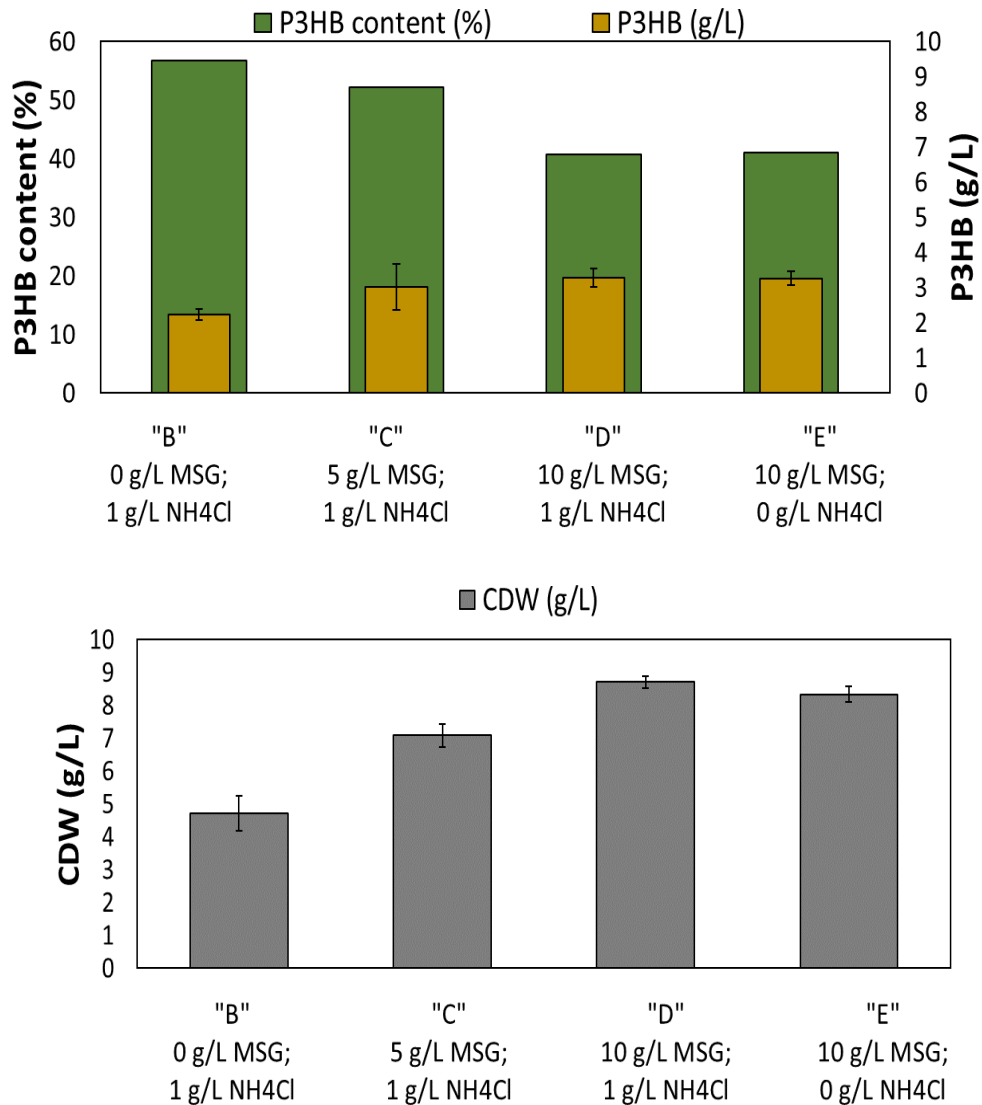 P3HB content (%) P3HB (g/L)
P3HB content (%)
60
50
40
30
20
10
0
P3HB (g/L)
10
9
8
7
6
5
4
3
2
1
0
"B" "C" "D" "E"
0 g/L MSG; 5 g/L MSG; 10 g/L MSG; 10 g/L MSG;
1 g/L NH4Cl 1 g/L NH4Cl 1 g/L NH4Cl 0 g/L NH4Cl
CDW (g/L)
CDW (g/L)
10
9
8
7
6
5
4
3
2
1
0
"B" "C" "D" "E"
0 g/L MSG; 5 g/L MSG; 10 g/L MSG; 10 g/L MSG;
1 g/L NH4Cl 1 g/L NH4Cl 1 g/L NH4Cl 0 g/L NH4Cl